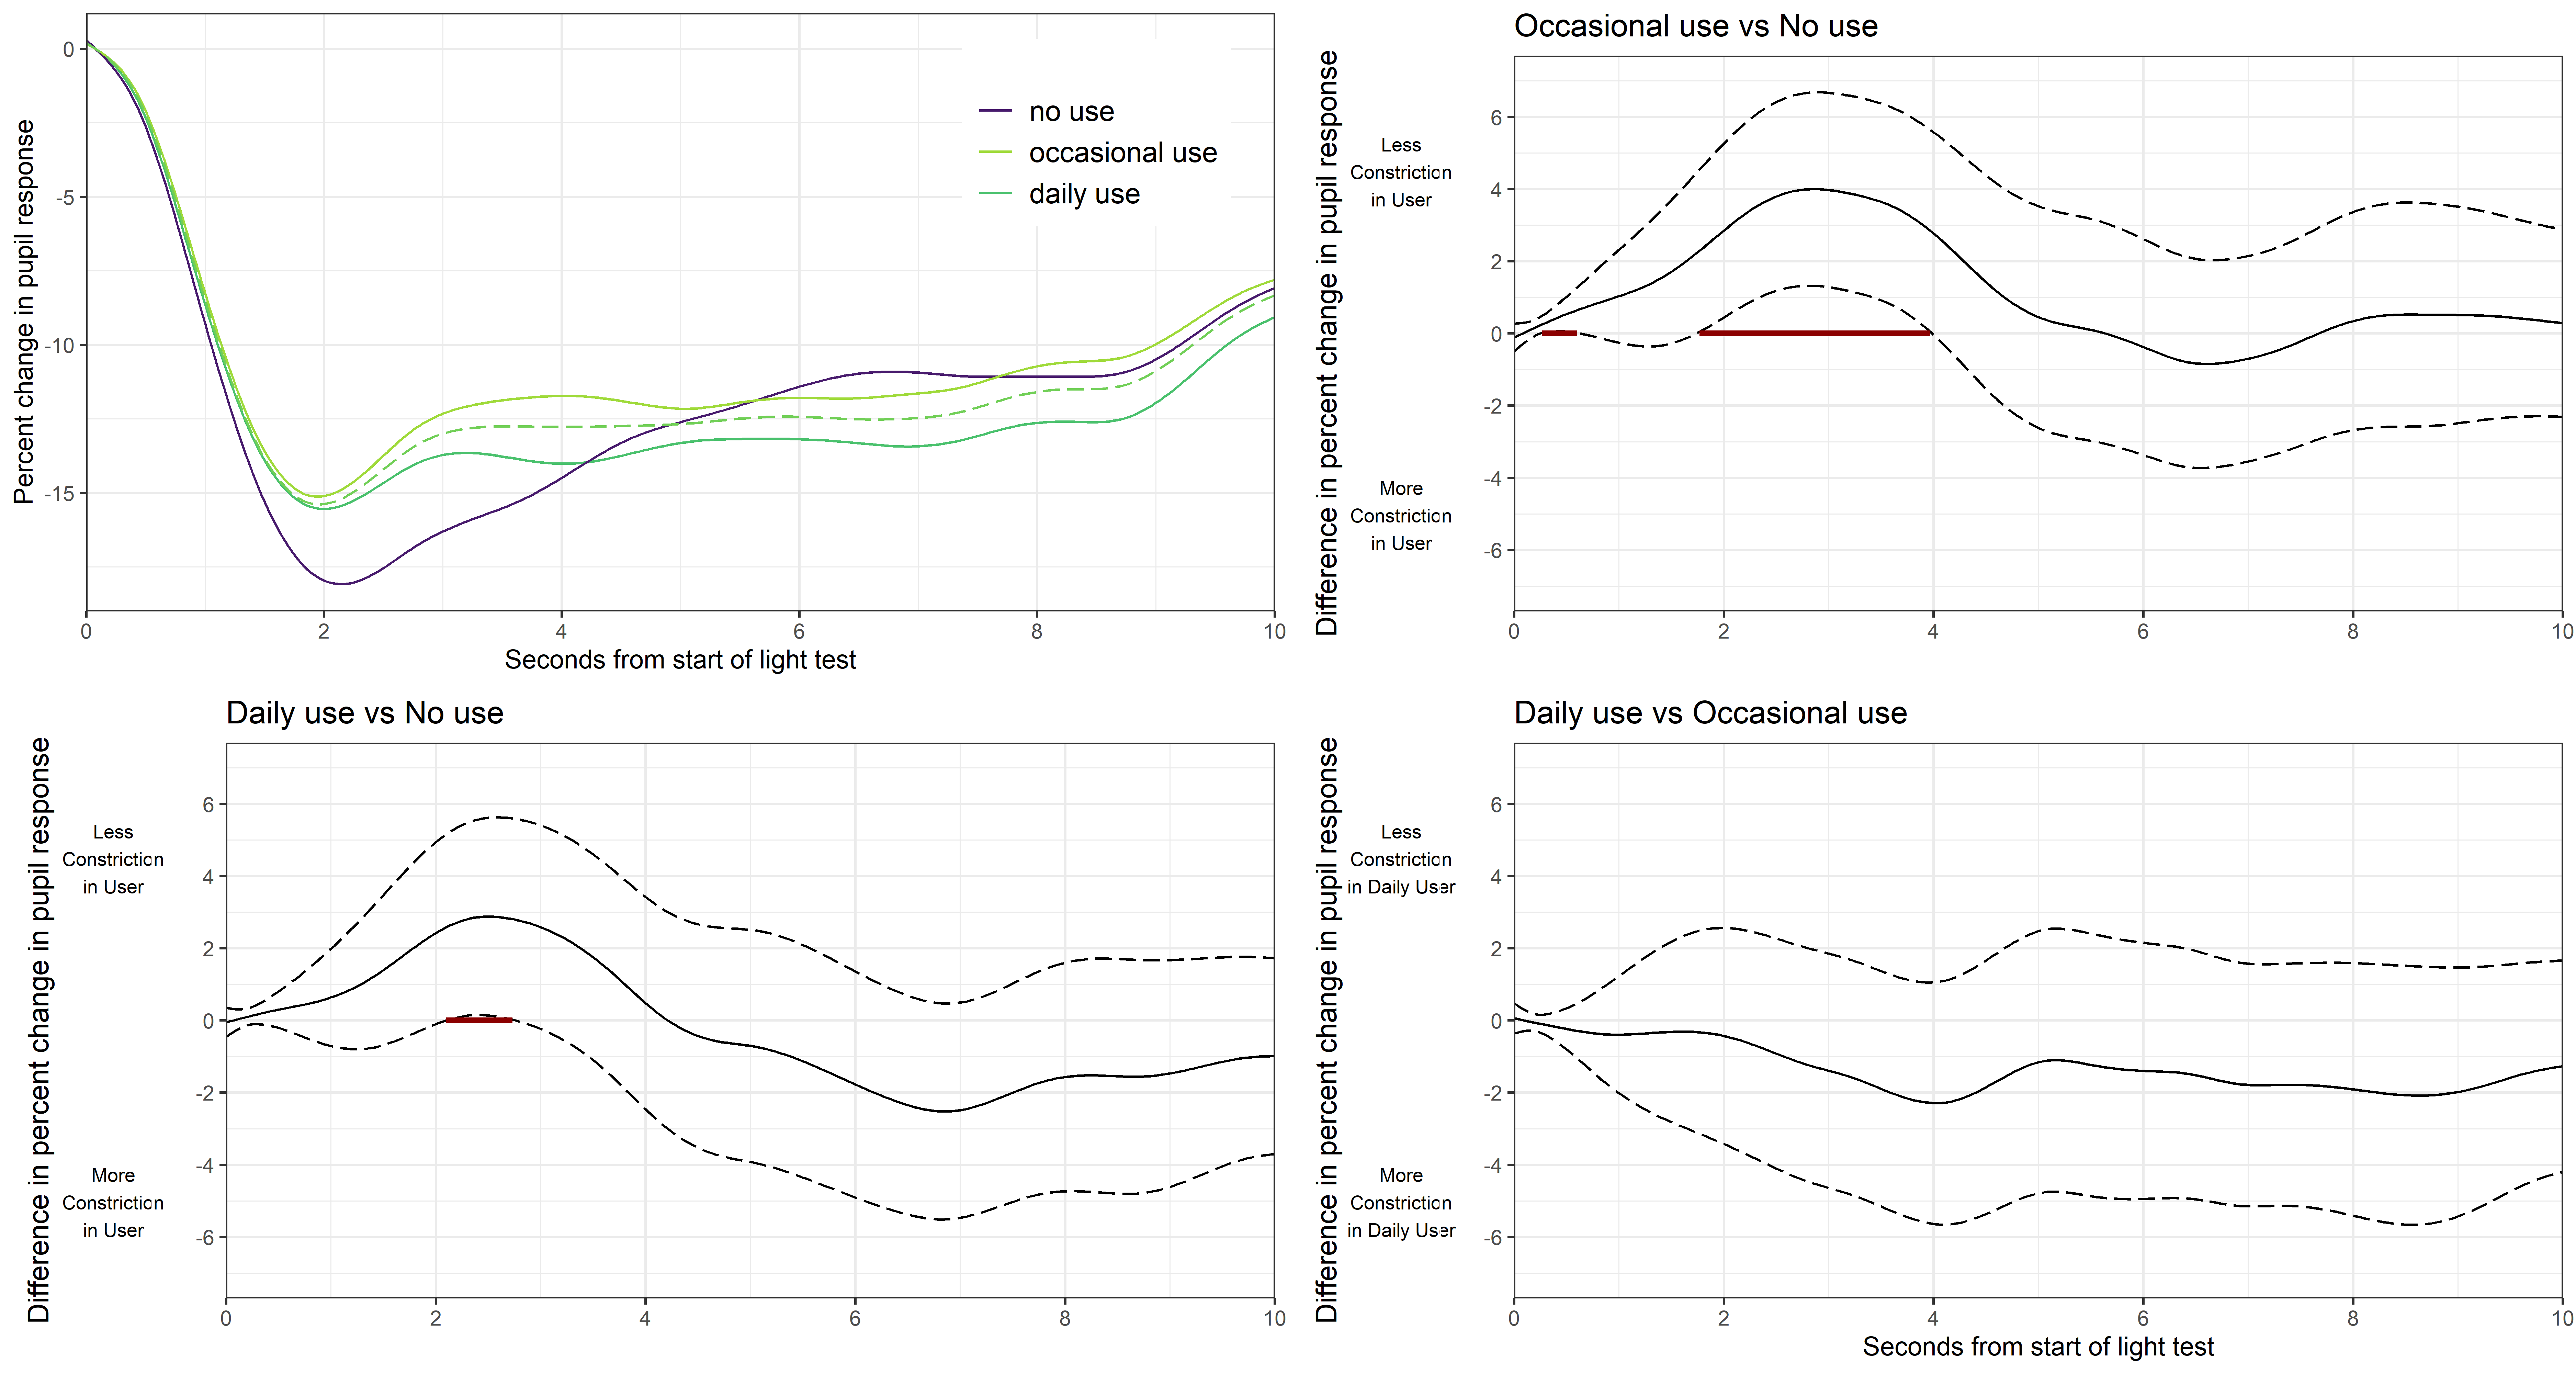 Percent change in pupil response
0
-5
-10
-15
no use
occasional use
daily use
0 2 4 6 8 10
Seconds from start of light test
Occasional use vs No use
Difference in percent change in pupil response
Less
Constriction
in User
More
Constriction
in User
6
4
2
0
-2
-4
-6
0 2 4 6 8 10
Daily use vs No use
Difference in percent change in pupil response
Less
Constriction
in User
More
Constriction
in User
6
4
2
0
-2
-4
-6
0 2 4 6 8 10
Daily use vs Occasional use
Difference in percent change in pupil response
Less
Constriction
in Daily User
More
Constriction
in Daily User
6
4
2
0
-2
-4
-6
0 2 4 6 8 10
Seconds from start of light test